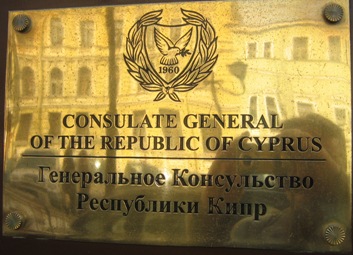 1960
CONSULATE GENERAL
OF THE REPUBLIC OF CYPRUS
Генеральное Консульство
Республики Кипр